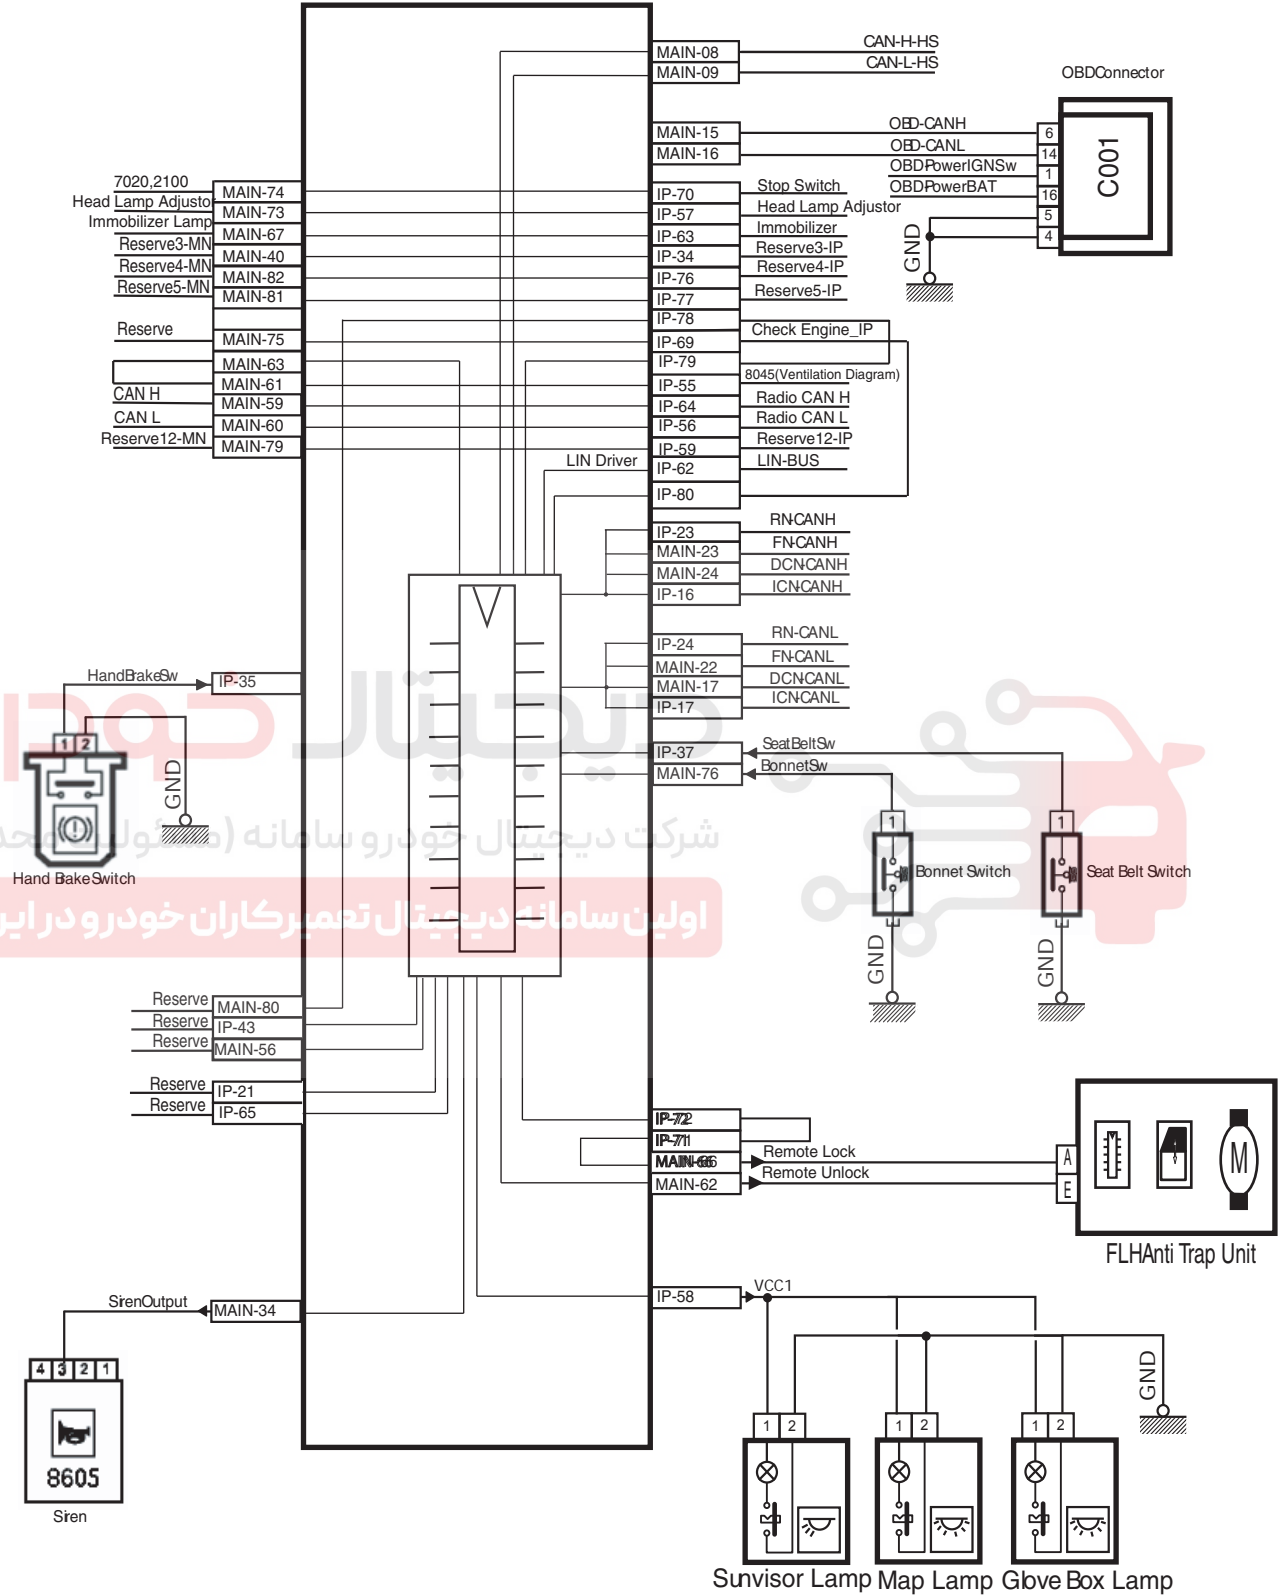 CAN-H-HS
MAIN-08
CAN-L-HS
MAIN-09
OBDConnector
OBD-CANH
MAIN-15
6
OBD-CANL
MAIN-16
14
OBDPowerIGNSw
1
OBDPowerBAT
16
5
4
C001
GND
7020,2100
MAIN-74
Head Lamp Adjustor
MAIN-73
Immobilizer Lamp
MAIN-67
Reserve3-MN
MAIN-40
Reserve4-MN
MAIN-82
Reserve5-MN
MAIN-81
Reserve
MAIN-75
MAIN-63
MAIN-61
CAN H
MAIN-59
CAN L
MAIN-60
Reserve12-MN
MAIN-79
IP-70
Stop Switch
IP-57
Head Lamp Adjustor
IP-63
Immobilizer
IP-34
Reserve3-IP
IP-76
Reserve4-IP
IP-77
Reserve5-IP
IP-78
Check Engine_IP
IP-69
IP-79
8045(Ventilation Diagram)
IP-55
Radio CAN H
IP-64
Radio CAN L
IP-56
Reserve12-IP
IP-59
LIN Driver
IP-62
LIN-BUS
IP-80
IP-23
RN-CANH
MAIN-23
FN-CANH
MAIN-24
DCN-CANH
IP-16
ICN-CANH
IP-24
RN-CANL
MAIN-22
FN-CANL
MAIN-17
DCN-CANL
IP-17
ICN-CANL
HandBrakeSw
IP-35
1 2
GND
Hand BakeSwitch
IP-37
SeatBeltSw
MAIN-76
BonnetSw
1
1
Bonnet Switch
Seat Belt Switch
GND
GND
دیجیتال خودرو
شرکت دیجیتال خودرو سامانه (مسئولیت محد
اولین سامانه دیجیتال تعمیرکاران خودرو در ایر
Reserve
MAIN-80
Reserve
IP-43
Reserve
MAIN-56
Reserve
IP-21
Reserve
IP-65
IP-72
IP-71
MAIN-66
Remote Lock
A
MAIN-62
Remote Unlock
E
M
FLHAnti Trap Unit
SirenOutput
MAIN-34
4 3 2 1
8605
Siren
IP-58
VCC1
GND
1 2
1 2
1 2
Sunvisor Lamp
Map Lamp
Glove Box Lamp